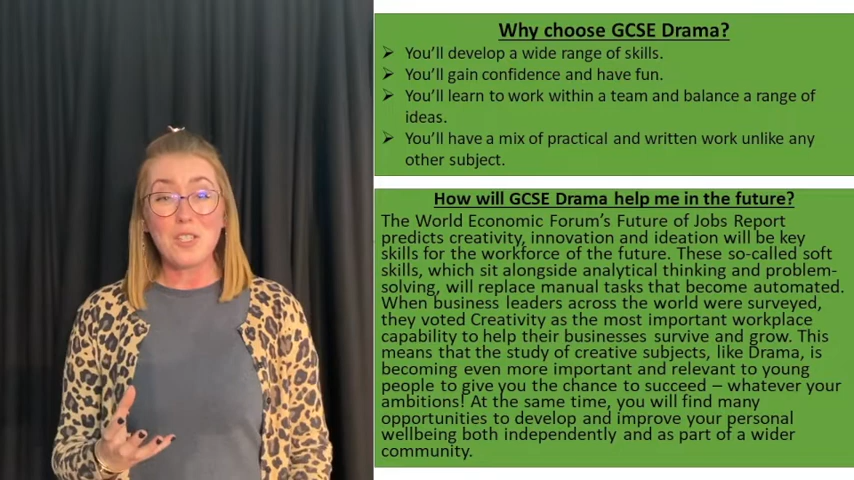 Why choose GCSE Drama?
➢ You'll develop a wide range of skills.
➢ You'll gain confidence and have fun.
➢ You'll learn to work within a team and balance a range of
ideas.
➢ You'll have a mix of practical and written work unlike any
other subject.
How will GCSE Drama help me in the future?
The World Economic Forum's Future of Jobs Report
predicts creativity, innovation and ideation will be key
skills for the workforce of the future. These so-called soft
skills, which sit alongside analytical thinking and problem-
solving, will replace manual tasks that become automated.
When business leaders across the world were surveyed,
they voted Creativity as the most important workplace
capability to help their businesses survive and grow. This
means that the study of creative subjects, like Drama, is
becoming even more important and relevant to young
people to give you the chance to succeed – whatever your
ambitions! At the same time, you will find many
opportunities to develop and improve your personal
wellbeing both independently and as part of a wider
community.